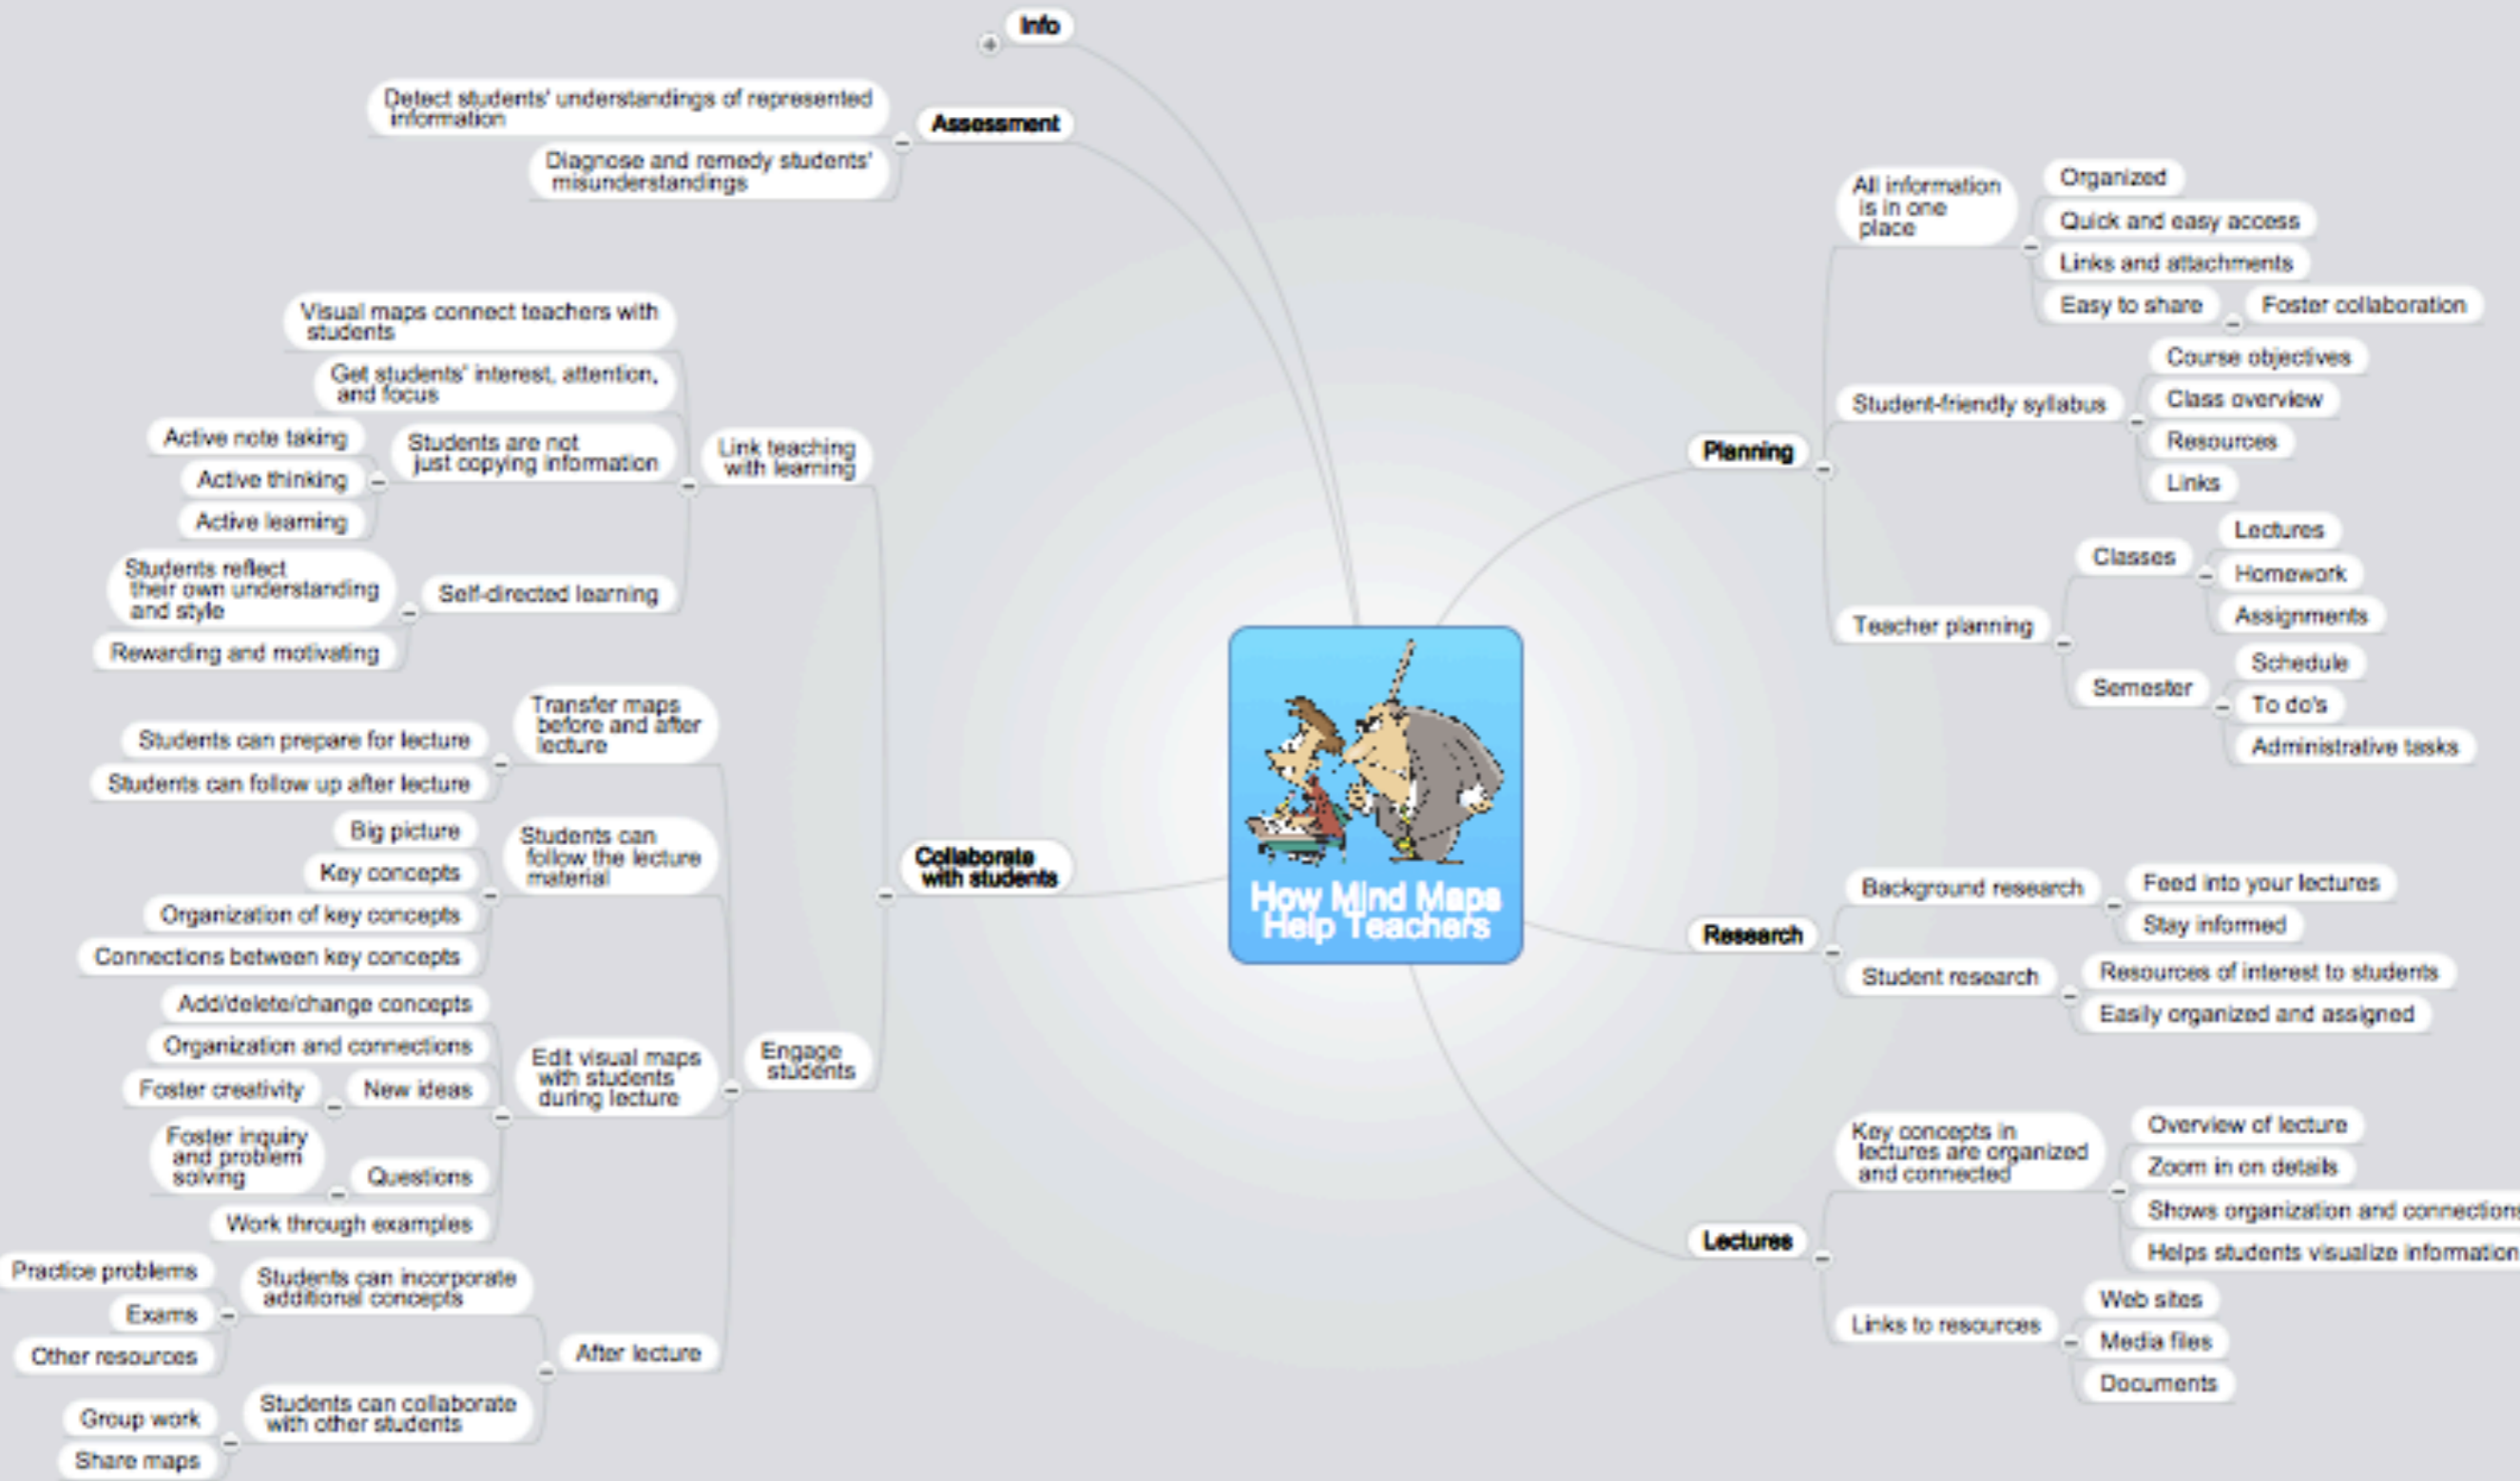 Info
Assessment
Detect students' understandings of represented
information
Diagnose and remedy students'
misunderstandings
Collaborate
with students
Link teaching
with learning
Visual maps connect teachers with
students
Get students' interest, attention,
and focus
Students are not
just copying information
Active note taking
Active thinking
Active learning
Self-directed learning
Students reflect
their own understanding
and style
Rewarding and motivating
Engage
students
Transfer maps
before and after
lecture
Students can prepare for lecture
Students can follow up after lecture
Students can
follow the lecture
material
Big picture
Key concepts
Organization of key concepts
Connections between key concepts
Edit visual maps
with students
during lecture
Add/delete/change concepts
Organization and connections
New ideas
Foster creativity
Questions
Foster inquiry
and problem
solving
Work through examples
After lecture
Students can incorporate
additional concepts
Practice problems
Exams
Other resources
Students can collaborate
with other students
Group work
Share maps
How Mind Maps
Help Teachers
Planning
All information
is in one
place
Organized
Quick and easy access
Links and attachments
Easy to share
Foster collaboration
Student-friendly syllabus
Course objectives
Class overview
Resources
Links
Teacher planning
Classes
Lectures
Homework
Assignments
Semester
Schedule
To do's
Administrative tasks
Research
Background research
Feed into your lectures
Stay informed
Student research
Resources of interest to students
Easily organized and assigned
Lectures
Key concepts in
lectures are organized
and connected
Overview of lecture
Zoom in on details
Shows organization and connections
Helps students visualize information
Links to resources
Web sites
Media files
Documents